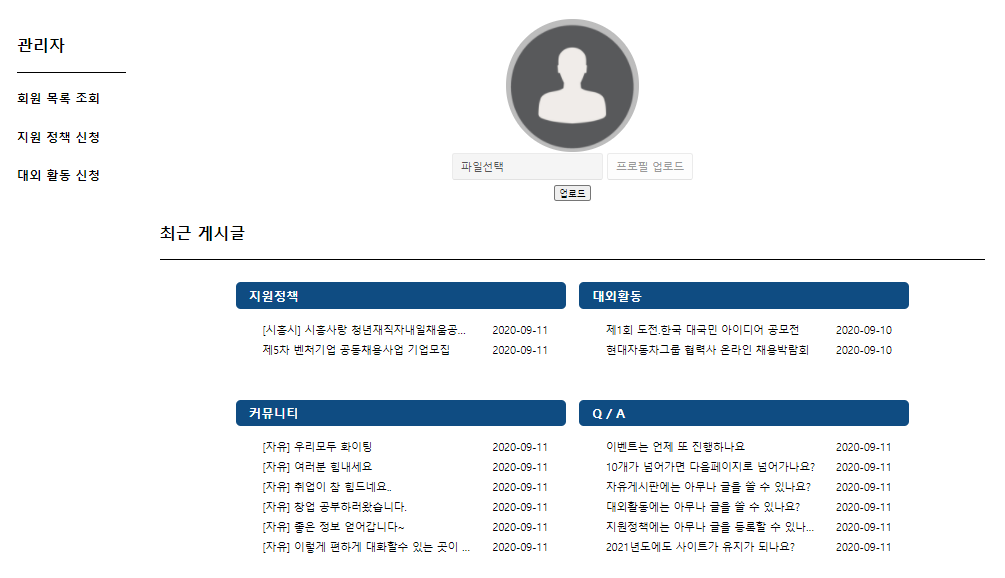 관리자
회원 목록 조회
지원 정책 신청
대외 활동 신청
파일선택 프로필 업로드
업로드
최근 게시글
지원정책
[시흥시] 시흥사랑 청년재직자내일채움공... 2020-09-11
제5차 벤처기업 공동채용사업 기업모집 2020-09-11
대외활동
제1회 도전.한국 대국민 아이디어 공모전 2020-09-10
현대자동차그룹 협력사 온라인 채용박람회 2020-09-10
커뮤니티
[자유] 우리모두 화이팅 2020-09-11
[자유] 여러분 힘내세요 2020-09-11
[자유] 취업이 참 힘드네요.. 2020-09-11
[자유] 창업 공부하러왔습니다. 2020-09-11
[자유] 좋은 정보 얻어갑니다~ 2020-09-11
[자유] 이렇게 편하게 대화할수 있는 곳이 ... 2020-09-11
Q / A
이벤트는 언제 또 진행하나요 2020-09-11
10개가 넘어가면 다음페이지로 넘어가나요? 2020-09-11
자유게시판에는 아무나 글을 쓸 수 있나요? 2020-09-11
대외활동에는 아무나 글을 쓸 수 있나요? 2020-09-11
지원정책에는 아무나 글을 등록할 수 있나... 2020-09-11
2021년도에도 사이트가 유지가 되나요? 2020-09-11